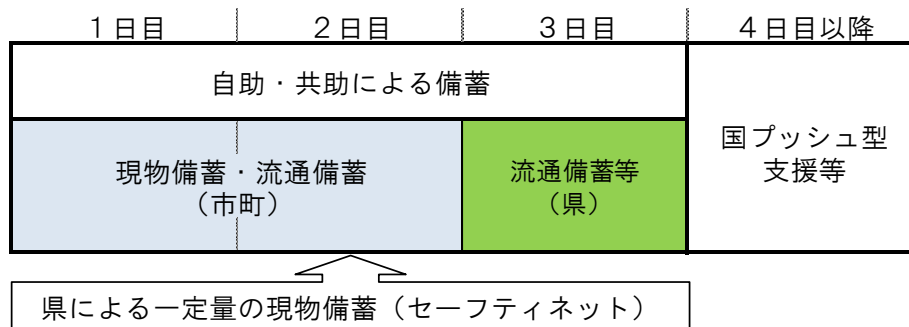 １日目 ２日目 ３日目 ４日目以降
自助・共助による備蓄
現物備蓄・流通備蓄
（市町）
流通備蓄等
（県）
国プッシュ型
支援等
県による一定量の現物備蓄（セーフティネット）